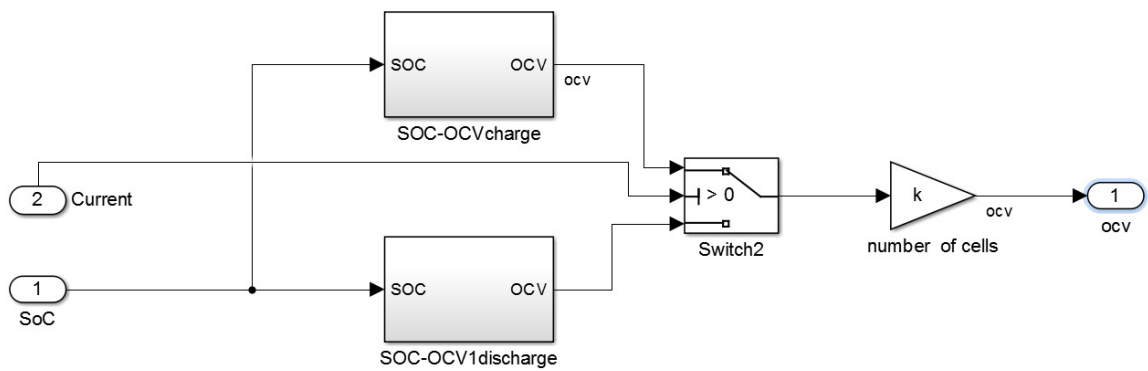 SOC OCV
ocv
SOC-OCVcharge
2 Current
> 0
Switch2
k
number of cells
ocv
1
ocv
1
SoC
SOC OCV
SOC-OCV1discharge